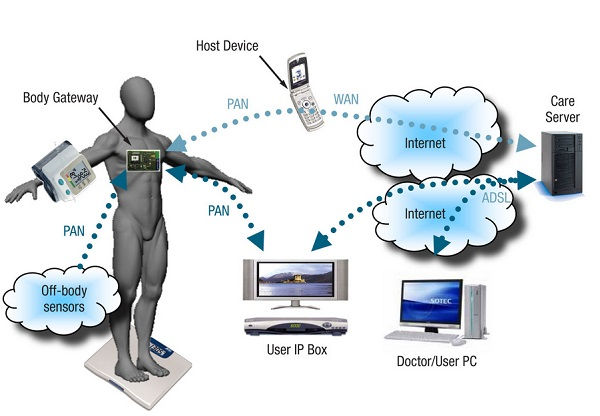 Host Device
Body Gateway
PAN
WAN
Care
Server
Internet
ADSL
Internet
PAN
PAN
Off-body
sensors
SOTEC
User IP Box
Doctor/User PC